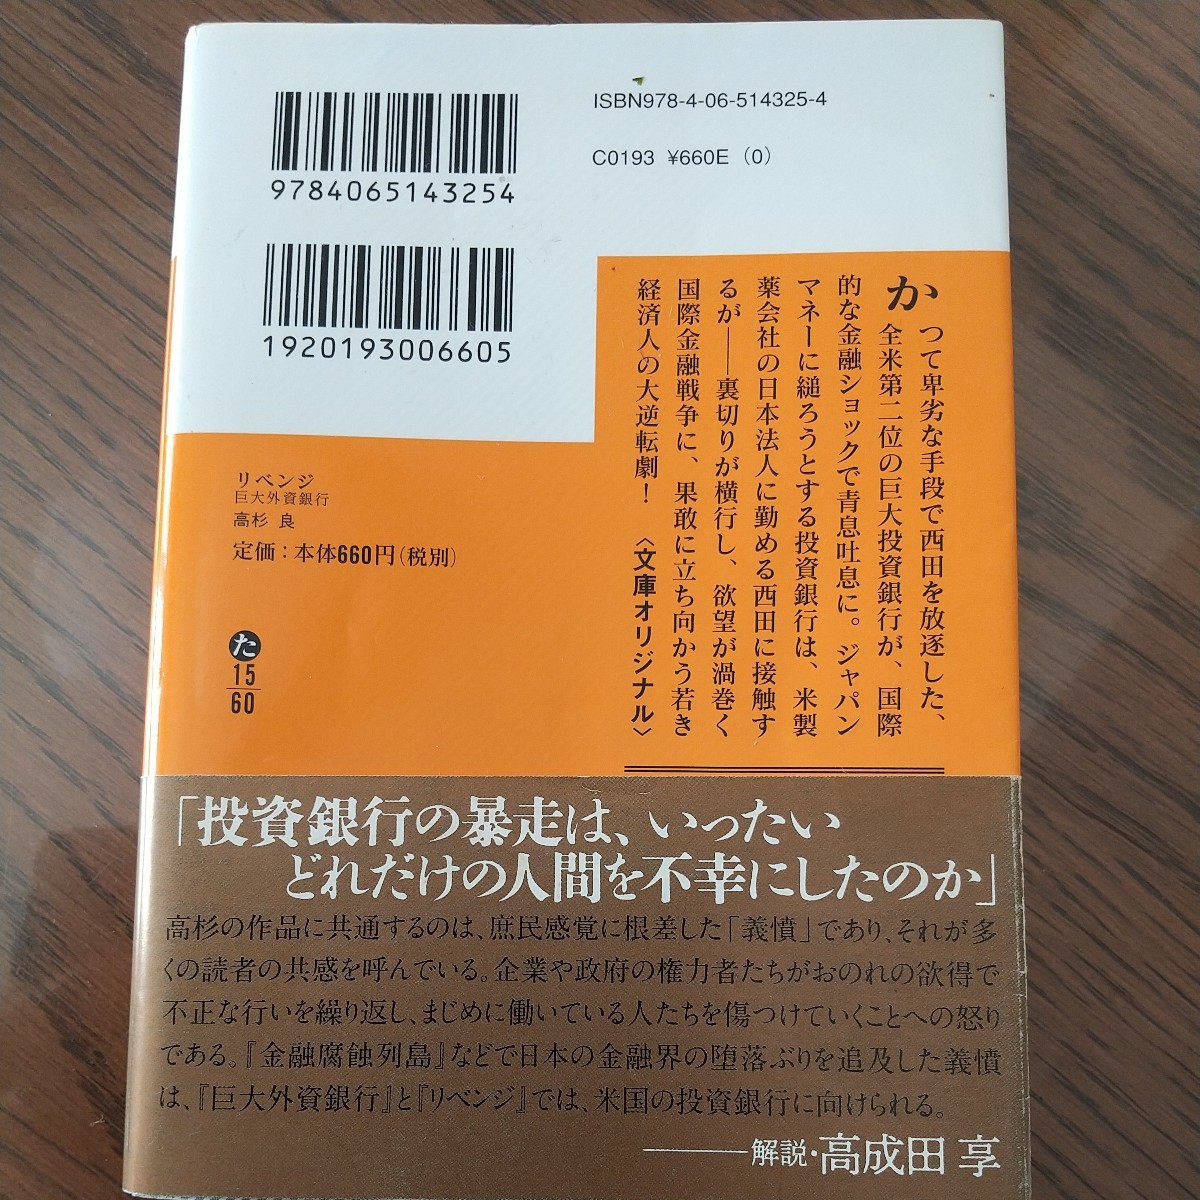 9784065143254
ISBN978-4-06-514325-4
C0193 ¥660E (0)
1920193006605
かつて卑劣な手段で西田を放逐した、
全米第二位の巨大投資銀行が、国際
的な金融ショックで青息吐息に。ジャパン
マネーに縋ろうとする投資銀行は、米製
薬会社の日本法人に勤める西田に接触す
るが――裏切りが横行し、欲望が渦巻く
国際金融戦争に、果敢に立ち向かう若き
経済人の大逆転劇!
〈文庫オリジナル〉
リベンジ
巨大外資銀行
高杉 良
定価:本体660円(税別)
た
15
60
「投資銀行の暴走は、いったい
どれだけの人間を不幸にしたのか」
高杉の作品に共通するのは、庶民感覚に根差した「義憤」であり、それが多
くの読者の共感を呼んでいる。企業や政府の権力者たちがおのれの欲得で
不正な行いを繰り返し、まじめに働いている人たちを傷つけていくことへの怒り
である。『金融腐蝕列島』などで日本の金融界の堕落ぶりを追及した義憤
は、『巨大外資銀行』と『リベンジ』では、米国の投資銀行に向けられる。
――解説・高成田 享